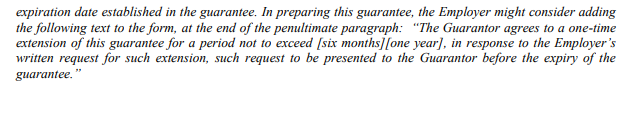 expiration date established in the guarantee. In preparing this guarantee, the Employer might consider adding
the following text to the form, at the end of the penultimate paragraph: “The Guarantor agrees to a one-time
extension of this guarantee for a period not to exceed [six months][one year], in response to the Employer’s
written request for such extension, such request to be presented to the Guarantor before the expiry of the
guarantee.”